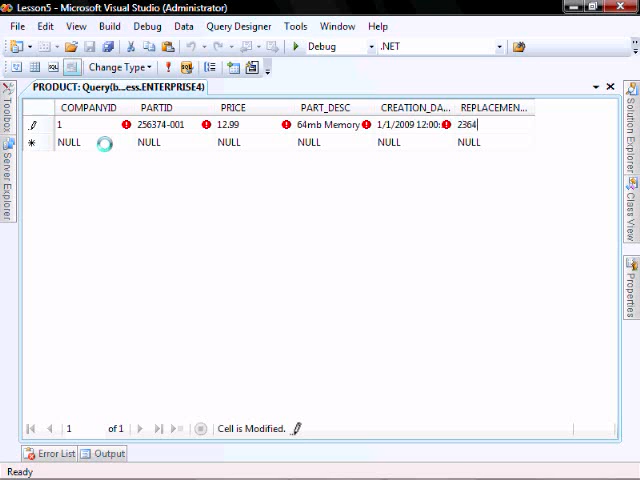 Lesson5 - Microsoft Visual Studio (Administrator)
File Edit View Debug Data Query Designer Tools Window Community Help
Debug .NET
SQL Change Type SQL
PRODUCT: Query(b...ess.ENTERPRISE4)
COMPANYID PARTID PRICE PART_DESC CREATION_DA... REPLACEMEN...
1 256374-001 12.99 64mb Memory 1/1/2009 12:00: 2364
NULL NULL NULL NULL NULL NULL
Toolbox
Server Explorer
Solution Explorer
Class View
Properties
1 of 1 Cell is Modified.
Error List Output
Ready